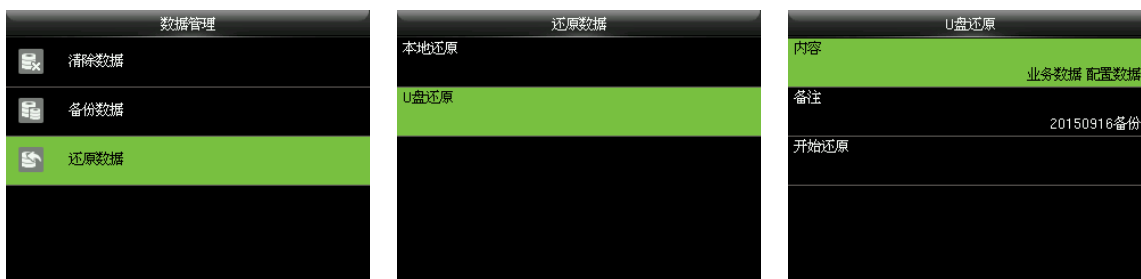 数据管理
清除数据
备份数据
还原数据
还原数据
本地还原
U盘还原
U盘还原
内容
业务数据 配置数据
备注
20150916备份
开始还原